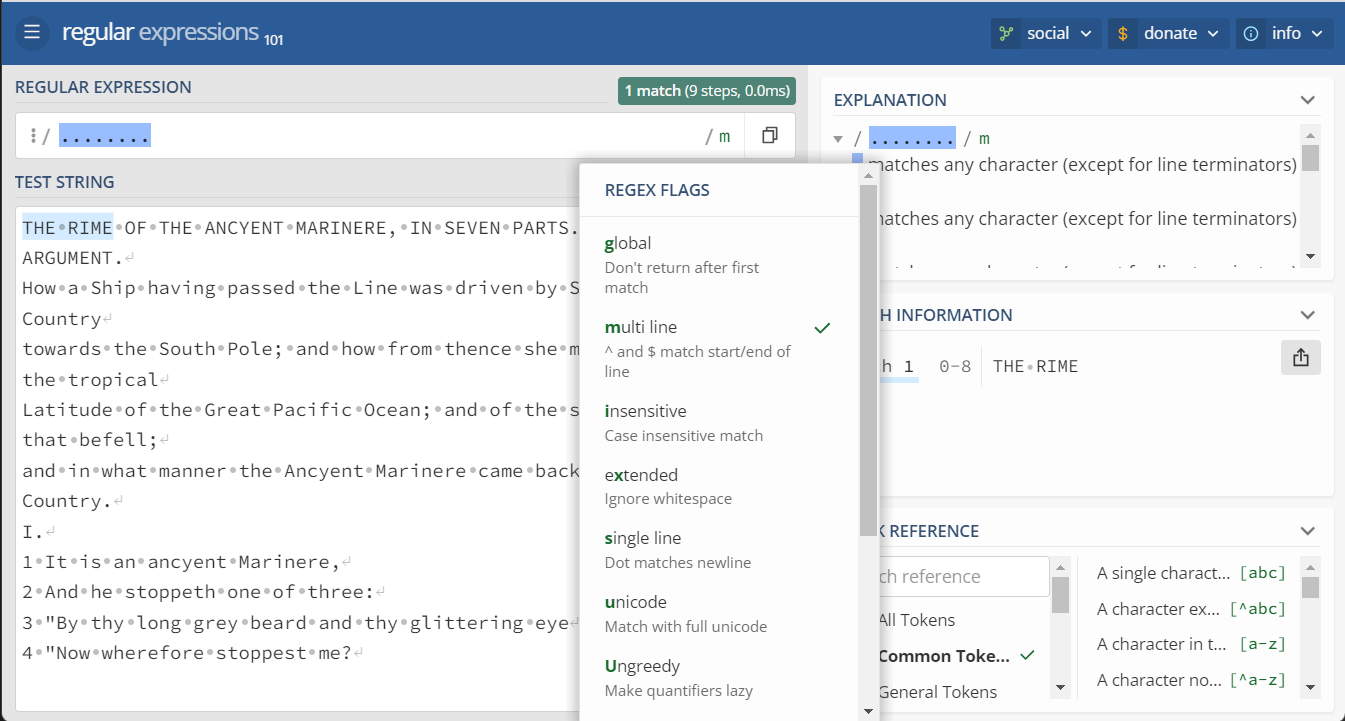 regular expressions 101
social
donate
info
REGULAR EXPRESSION
1 match (9 steps, 0.0ms)
/ ........ / m
TEST STRING
THE•RIME•OF•THE•ANCYENT•MARINERE,•IN•SEVEN•PARTS.
ARGUMENT.↵
How•a•Ship•having•passed•the•Line•was•driven•by•S
Country↵
towards•the•South•Pole;•and•how•from•thence•she•m
the•tropical↵
Latitude•of•the•Great•Pacific•Ocean;•and•of•the•s
that•befell;↵
and•in•what•manner•the•Ancyent•Marinere•came•back
Country.↵
I.↵
1•It•is•an•ancyent•Marinere,↵
2•And•he•stoppeth•one•of•three:↵
3•"By•thy•long•grey•beard•and•thy•glittering•eye↵
4•"Now•wherefore•stoppest•me?↵
REGEX FLAGS
global
Don't return after first
match
multi line
^ and $ match start/end of
line
insensitive
Case insensitive match
extended
Ignore whitespace
single line
Dot matches newline
unicode
Match with full unicode
Ungreedy
Make quantifiers lazy
EXPLANATION
/ ........ / m
matches any character (except for line terminators)
matches any character (except for line terminators)
H INFORMATION
h 1 0-8 THE•RIME
K REFERENCE
ch reference
All Tokens
Common Toke...
General Tokens
A single charact... [abc]
A character ex... [^abc]
A character in t... [a-z]
A character no... [^a-z]